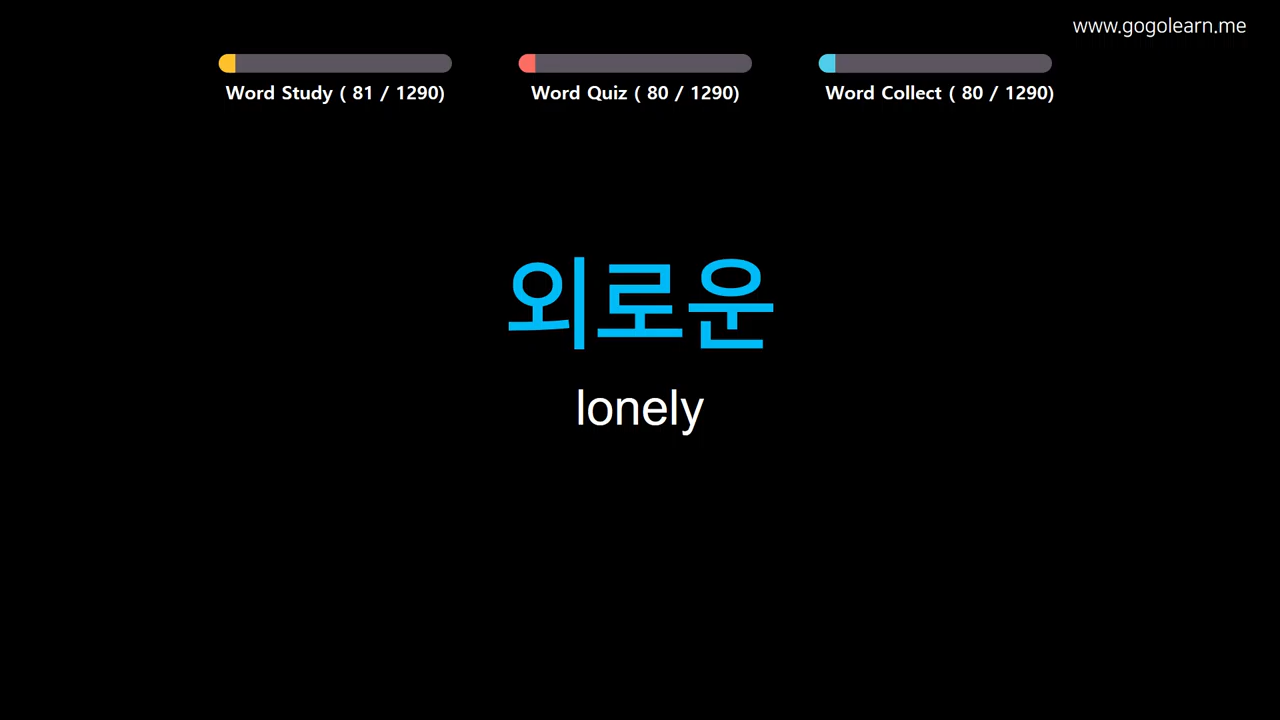 www.gogolearn.me
Word Study ( 81 / 1290)
Word Quiz ( 80 / 1290)
Word Collect ( 80 / 1290)
외로운
lonely